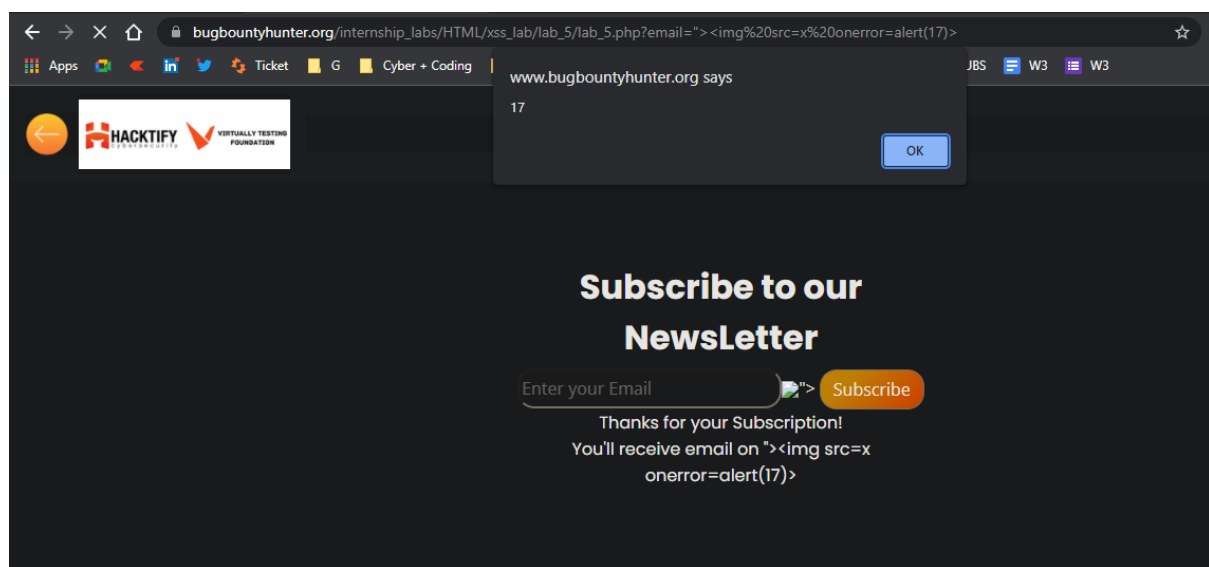 bugbountyhunter.org/internship_labs/HTML/xss_lab/lab_5/lab_5.php?email="><img%20src=x%20onerror=alert(17)>
Apps Ticket G Cyber + Coding JBS W3 W3
www.bugbountyhunter.org says
17
OK
HACKTIFY
cybersecurity
VIRTUALLY TESTING
FOUNDATION
Subscribe to our
NewsLetter
Enter your Email "> Subscribe
Thanks for your Subscription!
You'll receive email on "><img src=x
onerror=alert(17)>